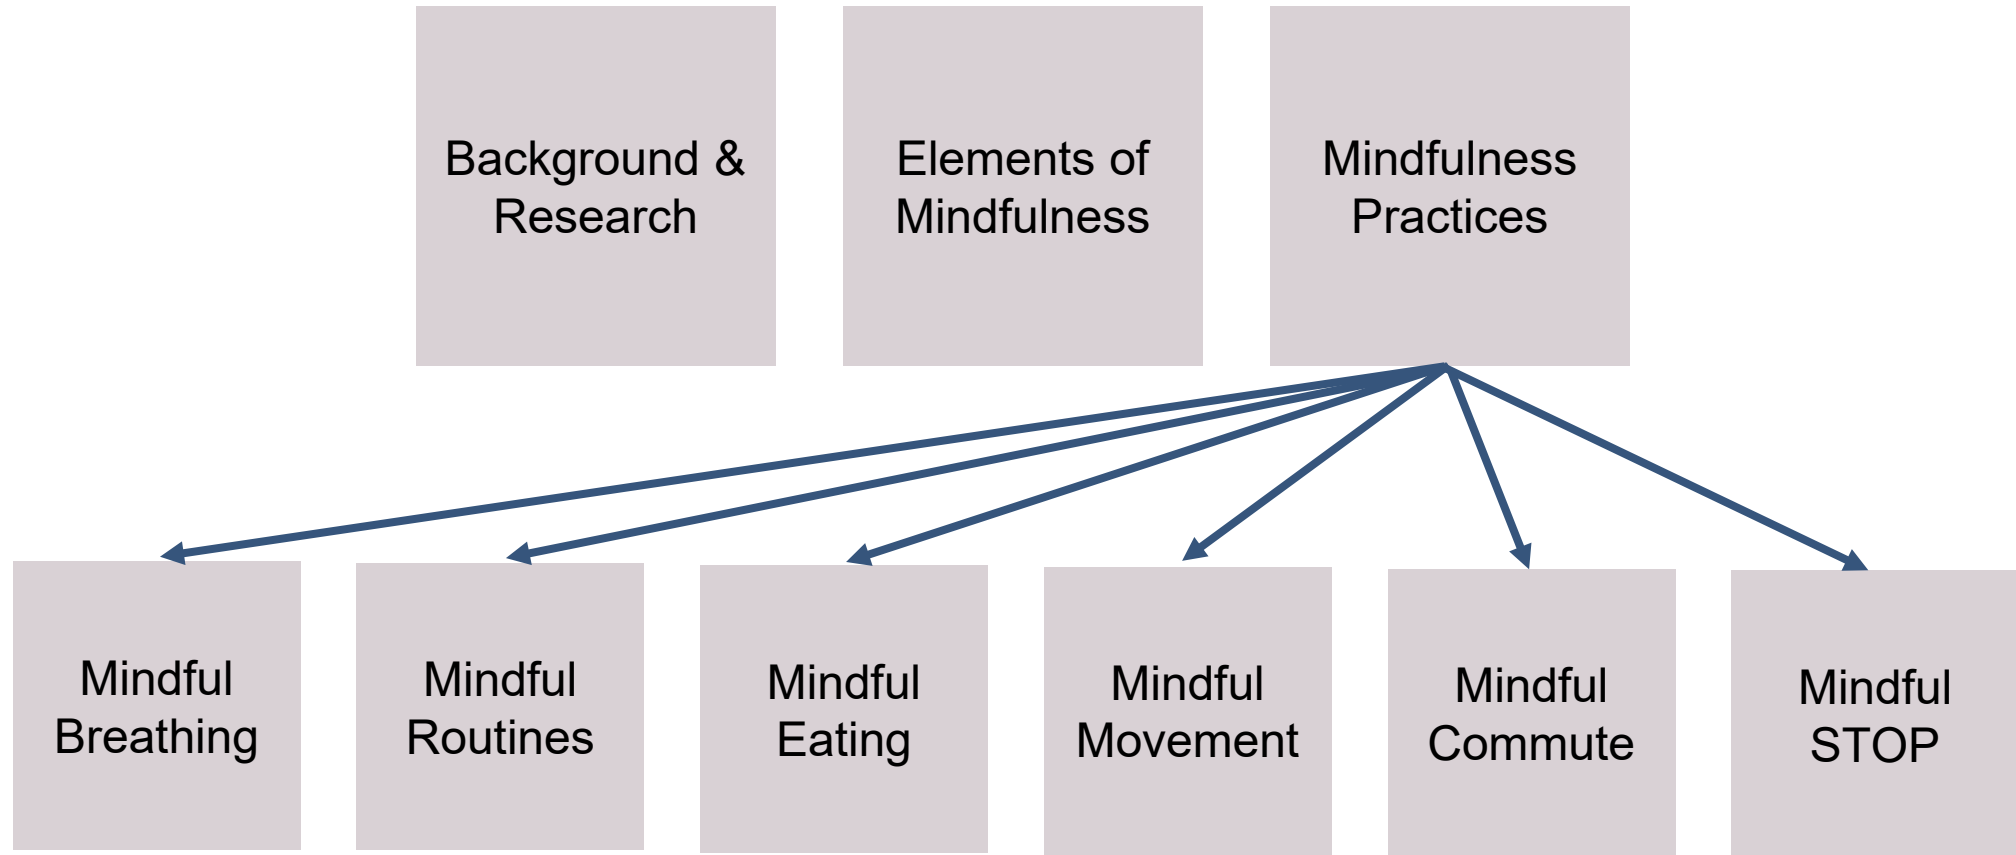 Background &
Research
Elements of
Mindfulness
Mindfulness
Practices
Mindful
Breathing
Mindful
Routines
Mindful
Eating
Mindful
Movement
Mindful
Commute
Mindful
STOP